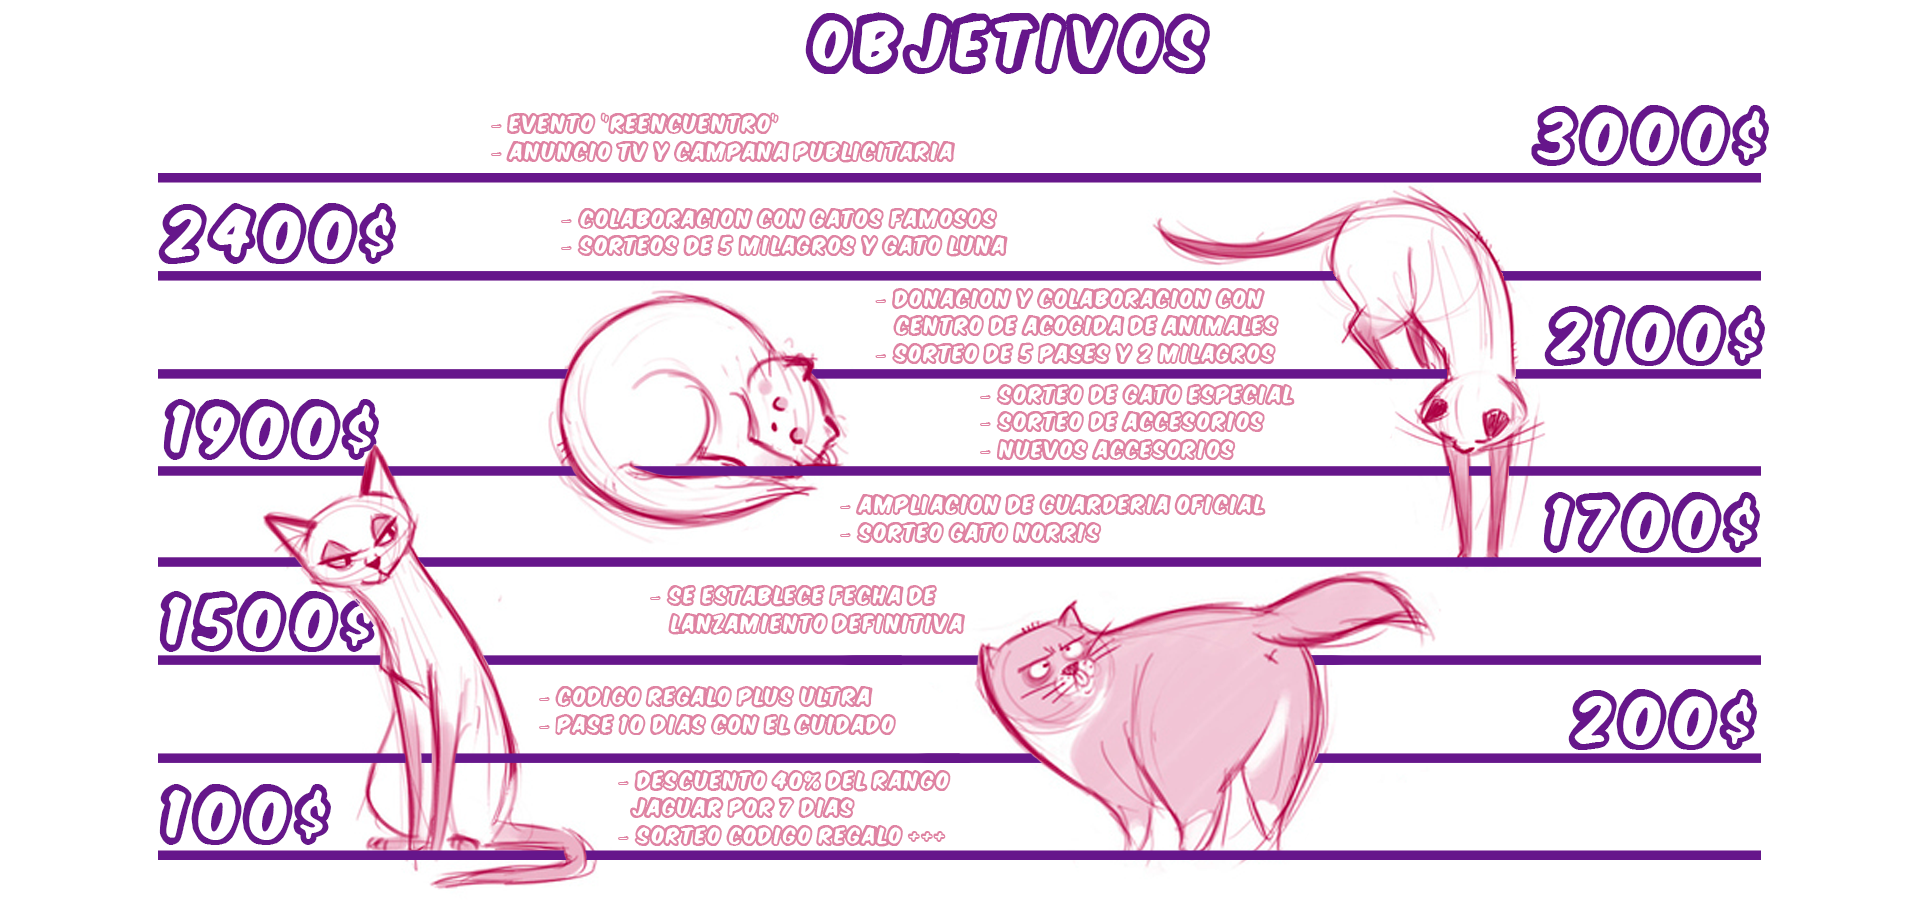 OBJETIVOS
- EVENTO "REENCUENTRO"
- ANUNCIO TV Y CAMPANA PUBLICITARIA
3000$
2400$
- COLABORACION CON GATOS FAMOSOS
- SORTEOS DE 5 MILAGROS Y GATO LUNA
- DONACION Y COLABORACION CON
CENTRO DE ACOGIDA DE ANIMALES
- SORTEO DE 5 PASES Y 2 MILAGROS
2100$
1900$
- SORTEO DE GATO ESPECIAL
- SORTEO DE ACCESORIOS
- NUEVOS ACCESORIOS
- AMPLIACION DE GUARDERIA OFICIAL
- SORTEO GATO NORRIS
1700$
1500$
- SE ESTABLECE FECHA DE
LANZAMIENTO DEFINITIVA
- CODIGO REGALO PLUS ULTRA
- PASE 10 DIAS CON EL CUIDADO
200$
100$
- DESCUENTO 40% DEL RANGO
JAGUAR POR 7 DIAS
- SORTEO CODIGO REGALO +++